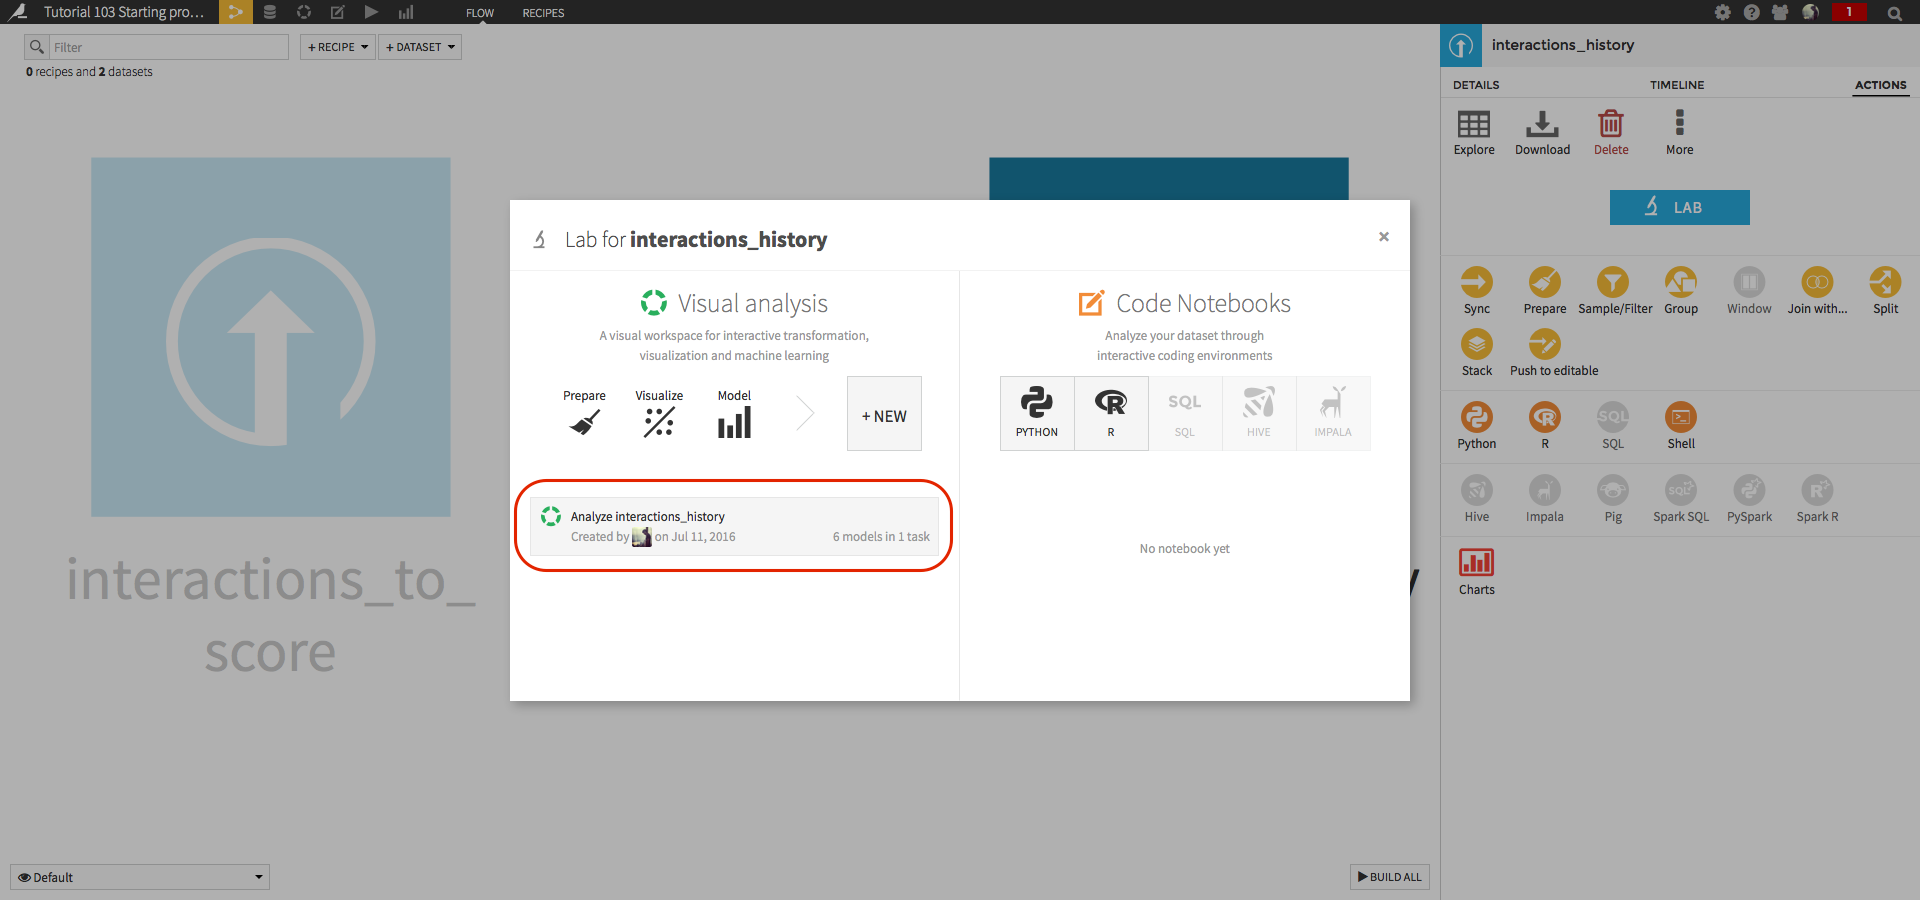 Tutorial 103 Starting pro...
FLOW
RECIPES
1
Filter
+ RECIPE
+ DATASET
0 recipes and 2 datasets
interactions_to_
score
y
Default
BUILD ALL
Lab for interactions_history
×
Visual analysis
A visual workspace for interactive transformation,
visualization and machine learning
Prepare
Visualize
Model
+ NEW
Analyze interactions_history
Created by on Jul 11, 2016
6 models in 1 task
Code Notebooks
Analyze your dataset through
interactive coding environments
PYTHON
R
SQL
SQL
HIVE
IMPALA
No notebook yet
interactions_history
DETAILS
TIMELINE
ACTIONS
Explore
Download
Delete
More
LAB
Sync
Prepare
Sample/Filter
Group
Window
Join with...
Split
Stack
Push to editable
Python
R
SQL
SQL
Shell
Hive
Impala
Pig
SQL
Spark SQL
PySpark
Spark R
Charts